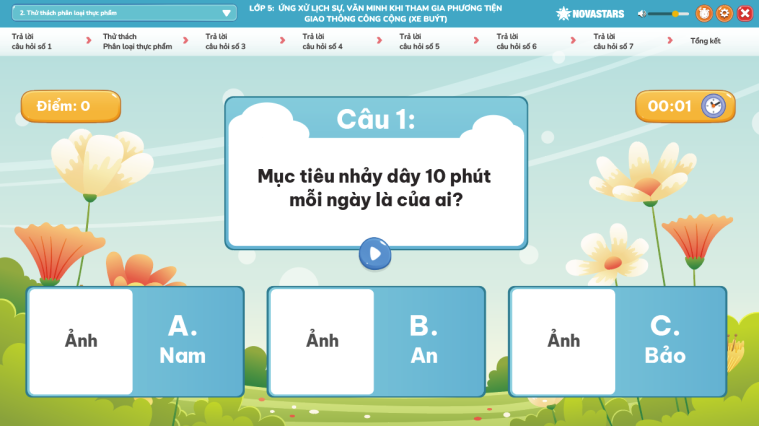 2. Thử thách phân loại thực phẩm
LỚP 5: ỨNG XỬ LỊCH SỰ, VĂN MINH KHI THAM GIA PHƯƠNG TIỆN
GIAO THÔNG CÔNG CỘNG (XE BUÝT)
NOVASTARS
Trả lời
câu hỏi số 1
Thử thách
Phân loại thực phẩm
Trả lời
câu hỏi số 3
Trả lời
câu hỏi số 4
Trả lời
câu hỏi số 5
Trả lời
câu hỏi số 6
Trả lời
câu hỏi số 7
Tổng kết
Điểm: 0
00:01
Câu 1:
Mục tiêu nhảy dây 10 phút
mỗi ngày là của ai?
Ảnh
A.
Nam
Ảnh
B.
An
Ảnh
C.
Bảo